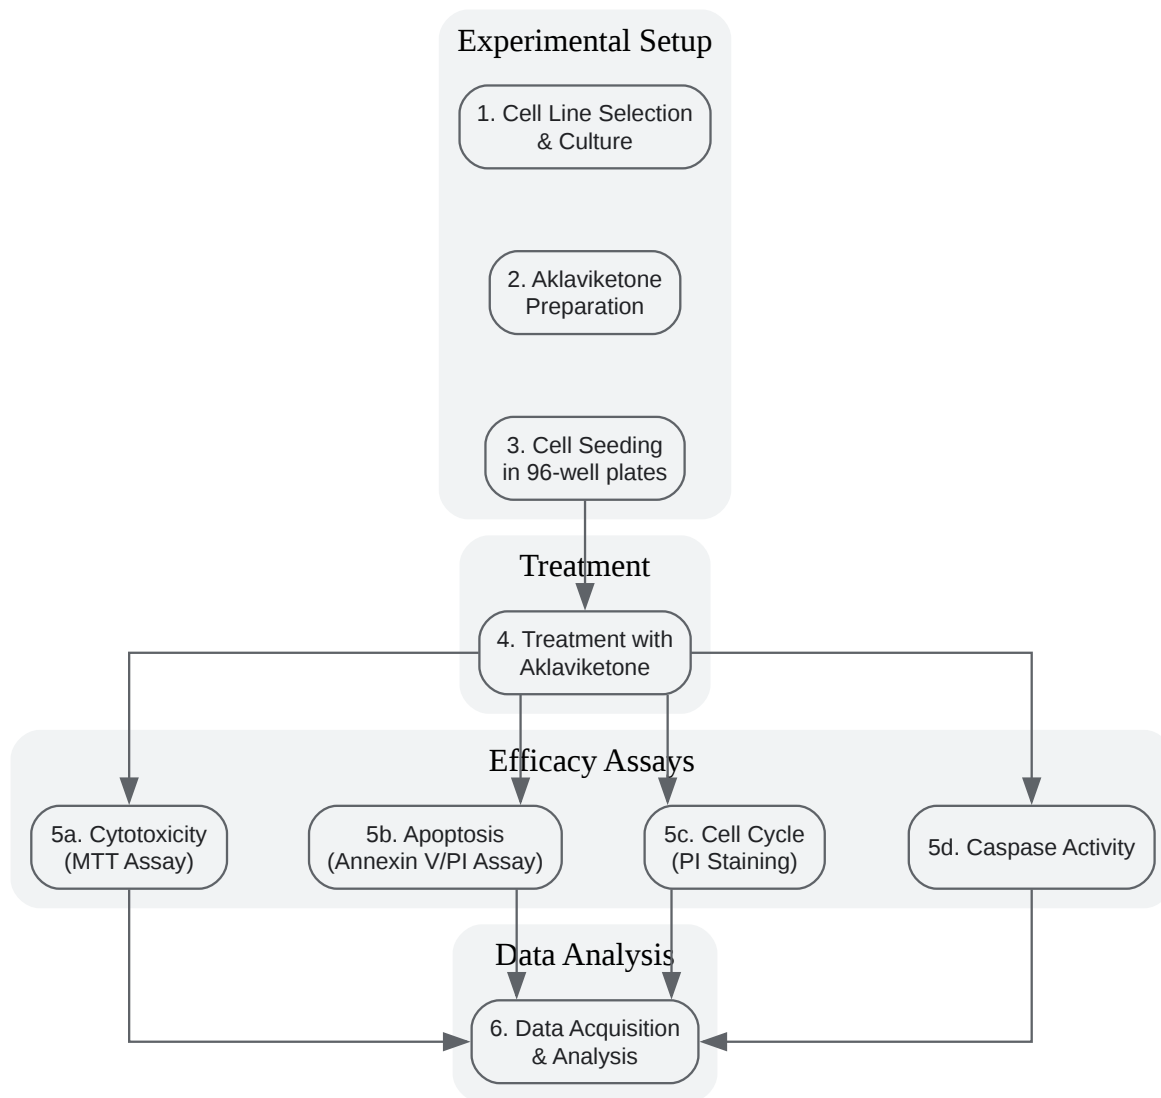 Experimental Setup
1. Cell Line Selection
& Culture
2. Aklaviketone
Preparation
3. Cell Seeding
in 96-well plates
Treatment
4. Treatment with
Aklaviketone
Efficacy Assays
5a. Cytotoxicity
(MTT Assay)
5b. Apoptosis
(Annexin V/PI Assay)
5c. Cell Cycle
(PI Staining)
5d. Caspase Activity
Data Analysis
6. Data Acquisition
& Analysis